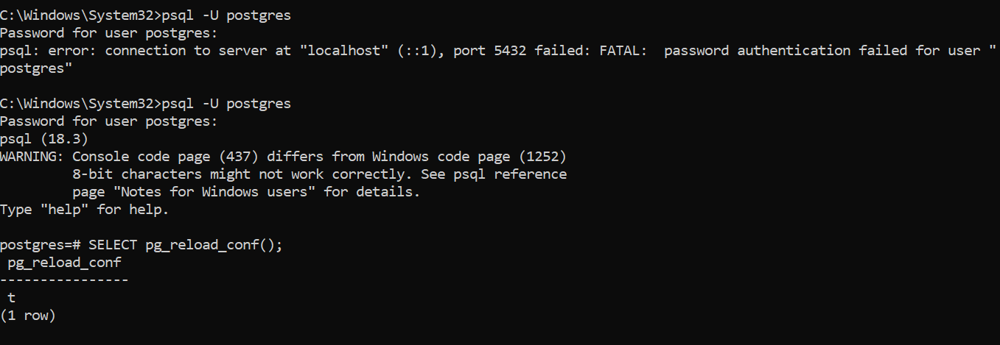 C:\Windows\System32>psql -U postgres
Password for user postgres:
psql: error: connection to server at "localhost" (::1), port 5432 failed: FATAL:  password authentication failed for user "
postgres"
C:\Windows\System32>psql -U postgres
Password for user postgres:
psql (18.3)
WARNING: Console code page (437) differs from Windows code page (1252)
         8-bit characters might not work correctly. See psql reference
         page "Notes for Windows users" for details.
Type "help" for help.
postgres=# SELECT pg_reload_conf();
 pg_reload_conf
----------------
 t
(1 row)